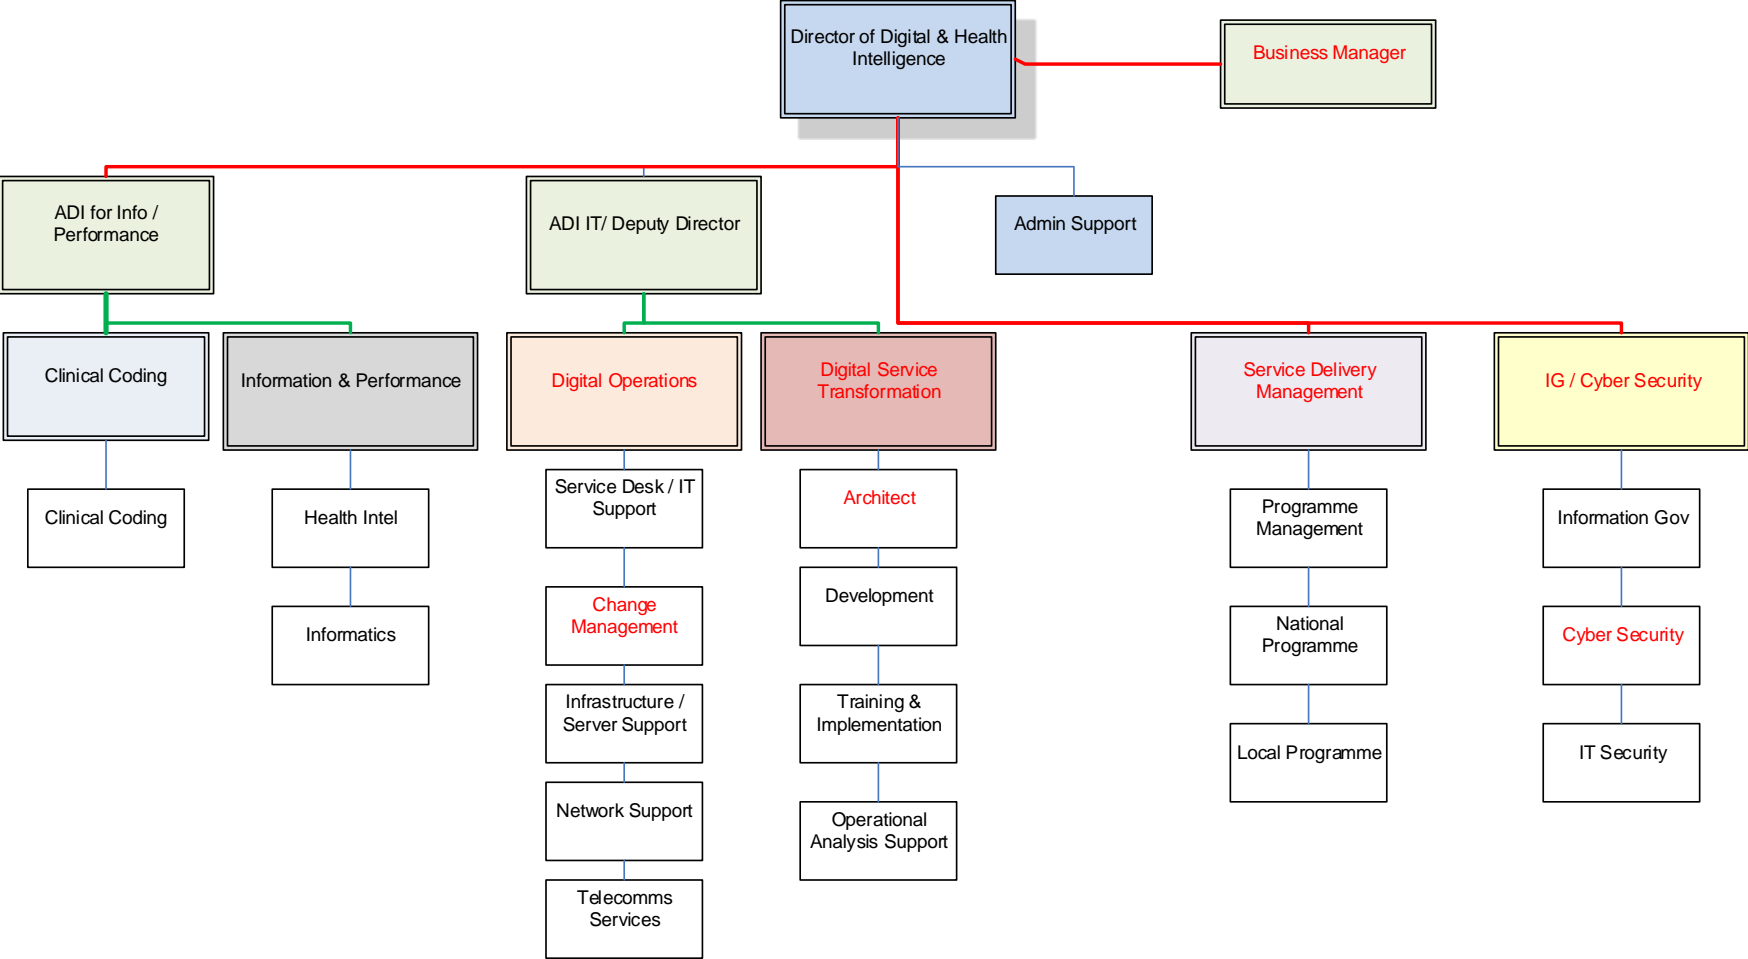 Director of Digital & Health
Intelligence
Business Manager
ADI for Info /
Performance
ADI IT/ Deputy Director
Admin Support
Clinical Coding
Information & Performance
Digital Operations
Digital Service
Transformation
Service Delivery
Management
IG / Cyber Security
Clinical Coding
Health Intel
Informatics
Service Desk / IT
Support
Change
Management
Infrastructure /
Server Support
Network Support
Telecomms
Services
Architect
Development
Training &
Implementation
Operational
Analysis Support
Programme
Management
National
Programme
Local Programme
Information Gov
Cyber Security
IT Security